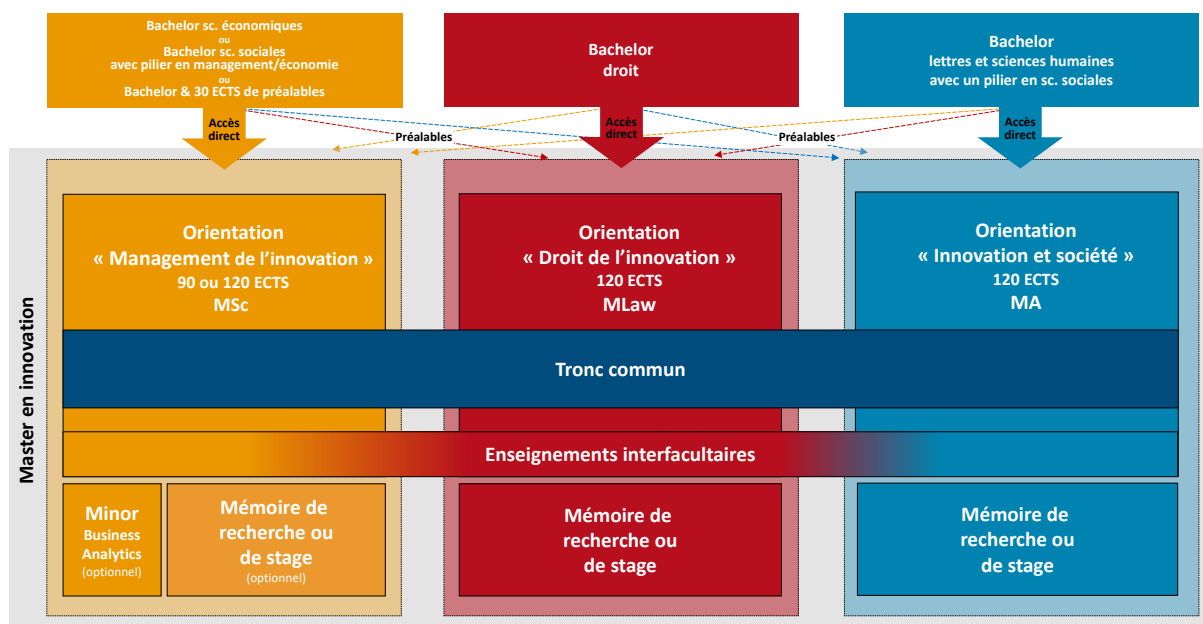 Bachelor sc. économiques
ou
Bachelor sc. sociales
avec pilier en management/économie
ou
Bachelor & 30 ECTS de préalables
Bachelor
droit
Bachelor
lettres et sciences humaines
avec un pilier en sc. sociales
Accès
direct
Préalables
Accès
direct
Préalables
Accès
direct
Master en innovation
Orientation
« Management de l’innovation »
90 ou 120 ECTS
MSc
Orientation
« Droit de l’innovation »
120 ECTS
MLaw
Orientation
« Innovation et société »
120 ECTS
MA
Tronc commun
Enseignements interfacultaires
Minor
Business
Analytics
(optionnel)
Mémoire de
recherche ou
de stage
(optionnel)
Mémoire de
recherche ou
de stage
Mémoire de
recherche ou
de stage